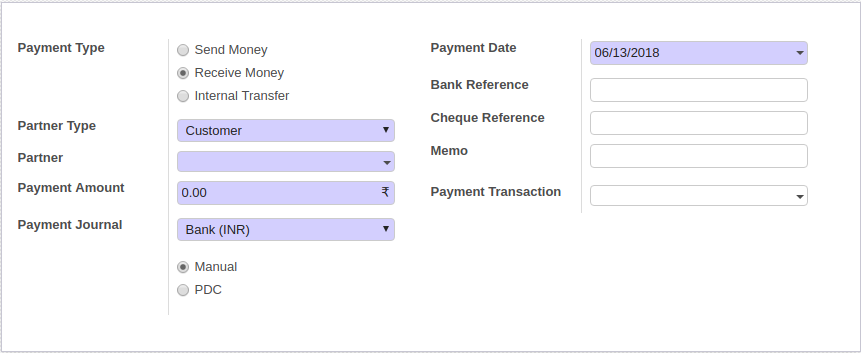 Payment Type
Send Money
Receive Money
Internal Transfer
Partner Type
Customer
Partner
Payment Amount
0.00 ₹
Payment Journal
Bank (INR)
Manual
PDC
Payment Date
06/13/2018
Bank Reference
Cheque Reference
Memo
Payment Transaction